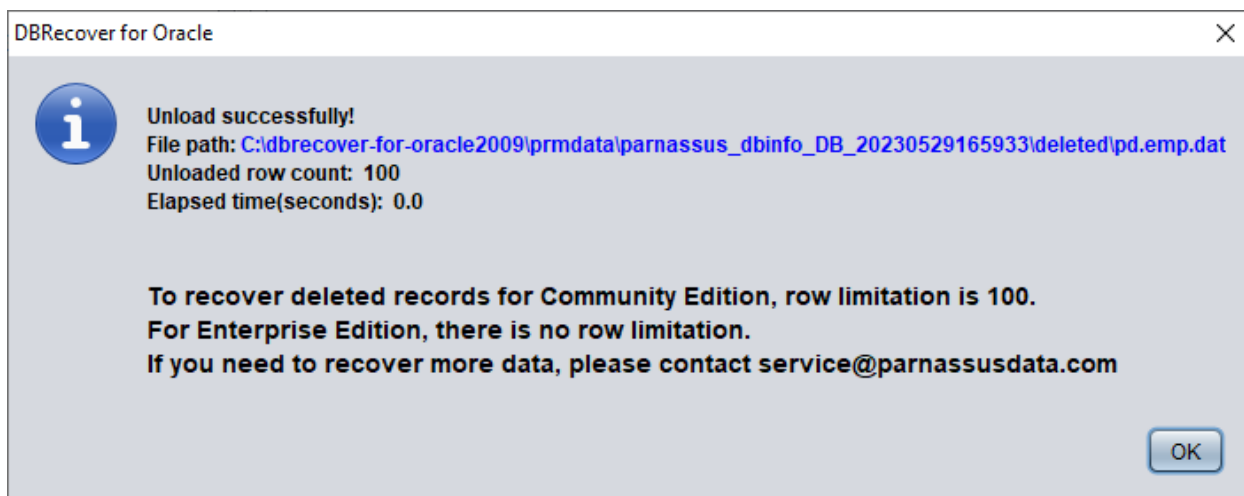 DBRecover for Oracle
Unload successfully!
File path: C:\dbrecover-for-oracle2009\prmdata\parnassus_dbinfo_DB_20230529165933\deleted\pd.emp.dat
Unloaded row count: 100
Elapsed time(seconds): 0.0
To recover deleted records for Community Edition, row limitation is 100.
For Enterprise Edition, there is no row limitation.
If you need to recover more data, please contact service@parnassusdata.com
OK